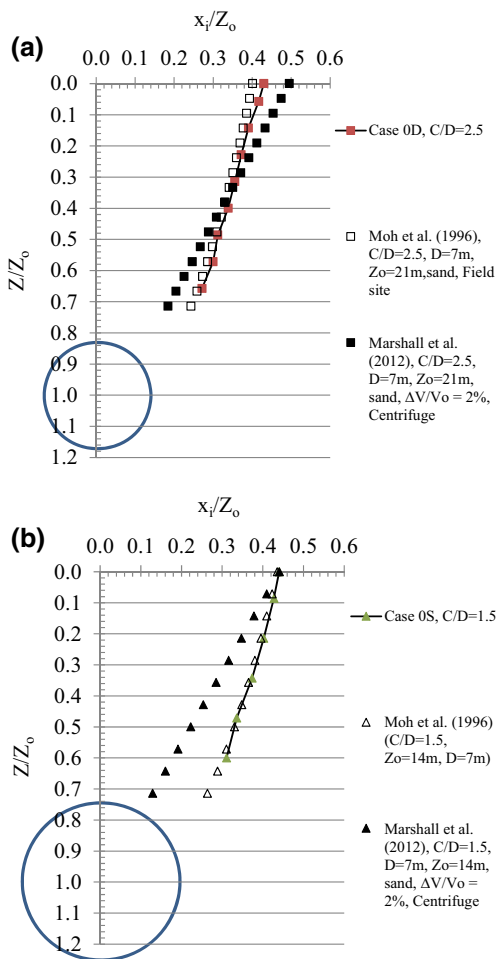 x_i/Z_o
(a)
0.0 0.1 0.2 0.3 0.4 0.5 0.6
0.0
0.1
0.2
0.3
0.4
0.5
0.6
0.7
0.8
0.9
1.0
1.1
1.2
Z/Z_o
Case 0D, C/D=2.5
Moh et al. (1996),
C/D=2.5, D=7m,
Zo=21m,sand, Field
site
Marshall et al.
(2012), C/D=2.5,
D=7m, Zo=21m,
sand, ΔV/Vo = 2%,
Centrifuge
x_i/Z_o
(b)
0.0 0.1 0.2 0.3 0.4 0.5 0.6
0.0
0.1
0.2
0.3
0.4
0.5
0.6
0.7
0.8
0.9
1.0
1.1
1.2
Z/Z_o
Case 0S, C/D=1.5
Moh et al. (1996)
(C/D=1.5,
Zo=14m, D=7m)
Marshall et al.
(2012), C/D=1.5,
D=7m, Zo=14m,
sand, ΔV/Vo =
2%, Centrifuge